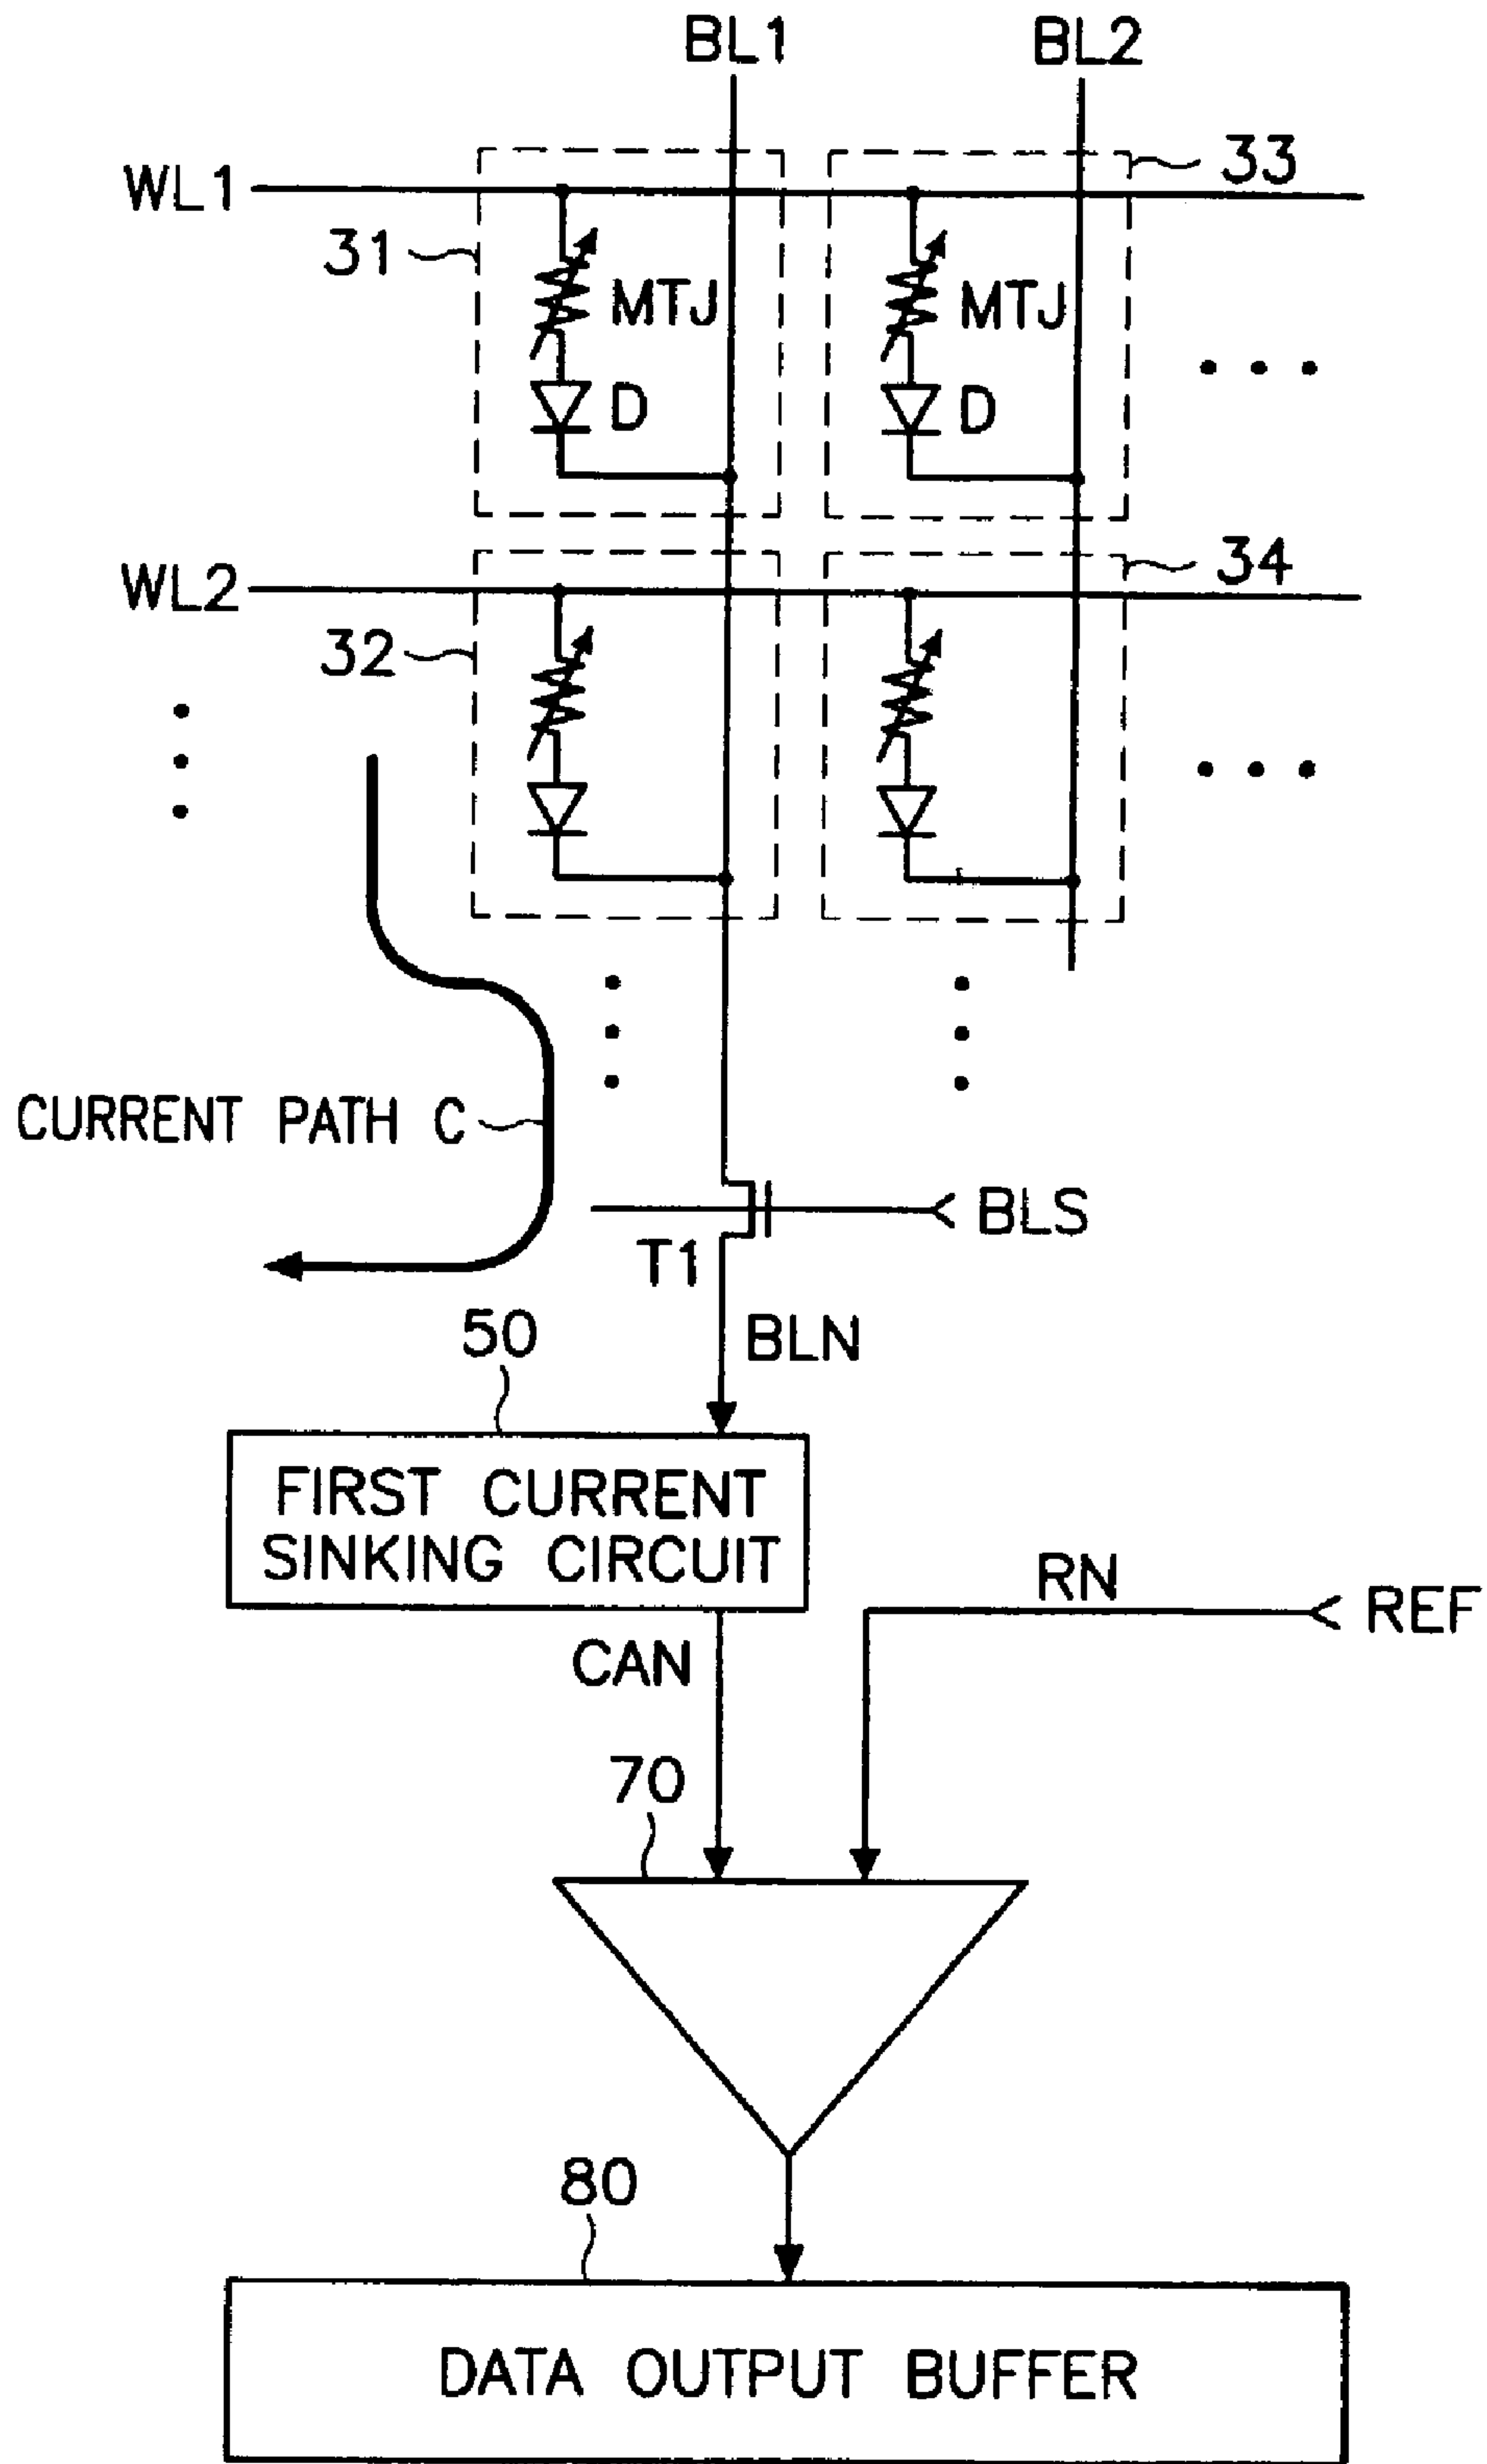 BL1
BL2
WL1
33
31
MTJ
MTJ
D
D
WL2
34
32
CURRENT PATH C
BLS
T1
50
BLN
FIRST CURRENT
SINKING CIRCUIT
RN
REF
CAN
70
80
DATA OUTPUT BUFFER